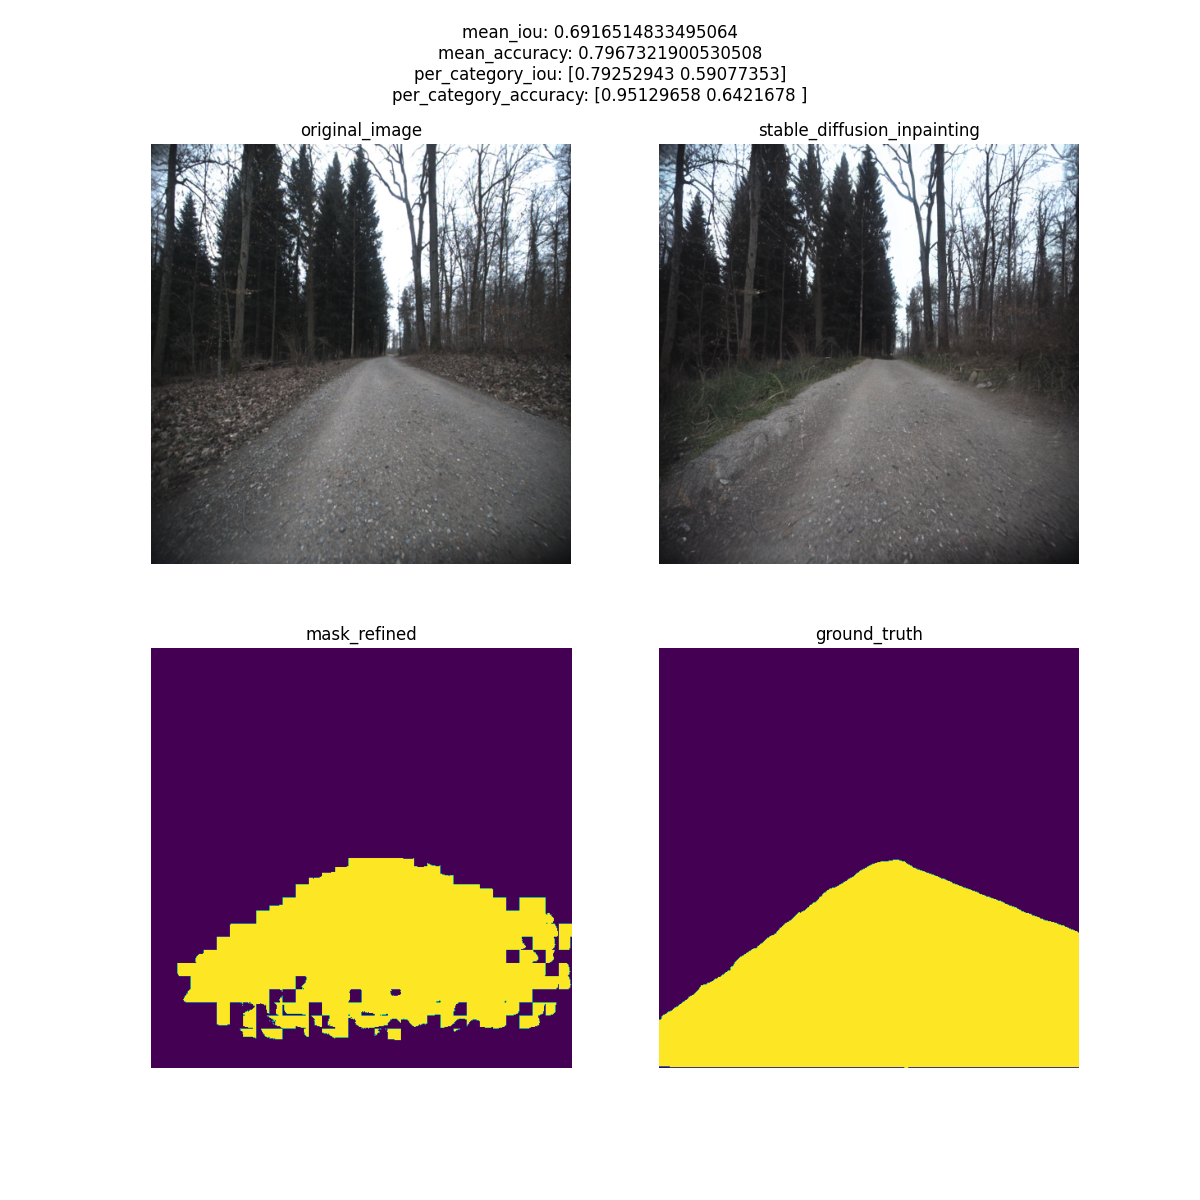 mean_iou: 0.6916514833495064
mean_accuracy: 0.7967321900530508
per_category_iou: [0.79252943 0.59077353]
per_category_accuracy: [0.95129658 0.6421678 ]
original_image
stable_diffusion_inpainting
mask_refined
ground_truth